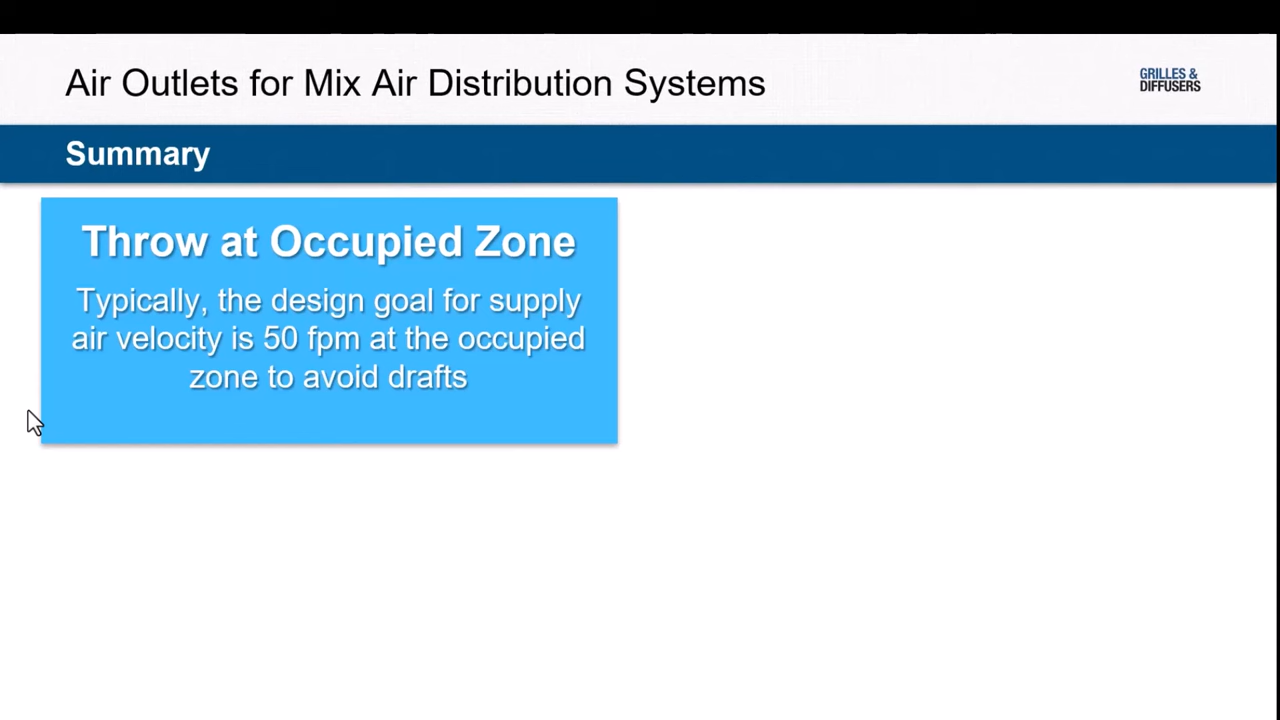 Air Outlets for Mix Air Distribution Systems
GRILLES &
DIFFUSERS
Summary
Throw at Occupied Zone
Typically, the design goal for supply
air velocity is 50 fpm at the occupied
zone to avoid drafts